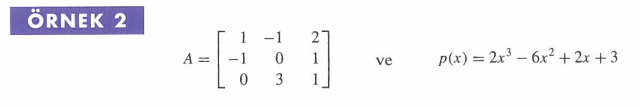 ÖRNEK 2
1 -1 2
A = -1 0 1 ve p(x) = 2x³ – 6x² + 2x + 3
0 3 1